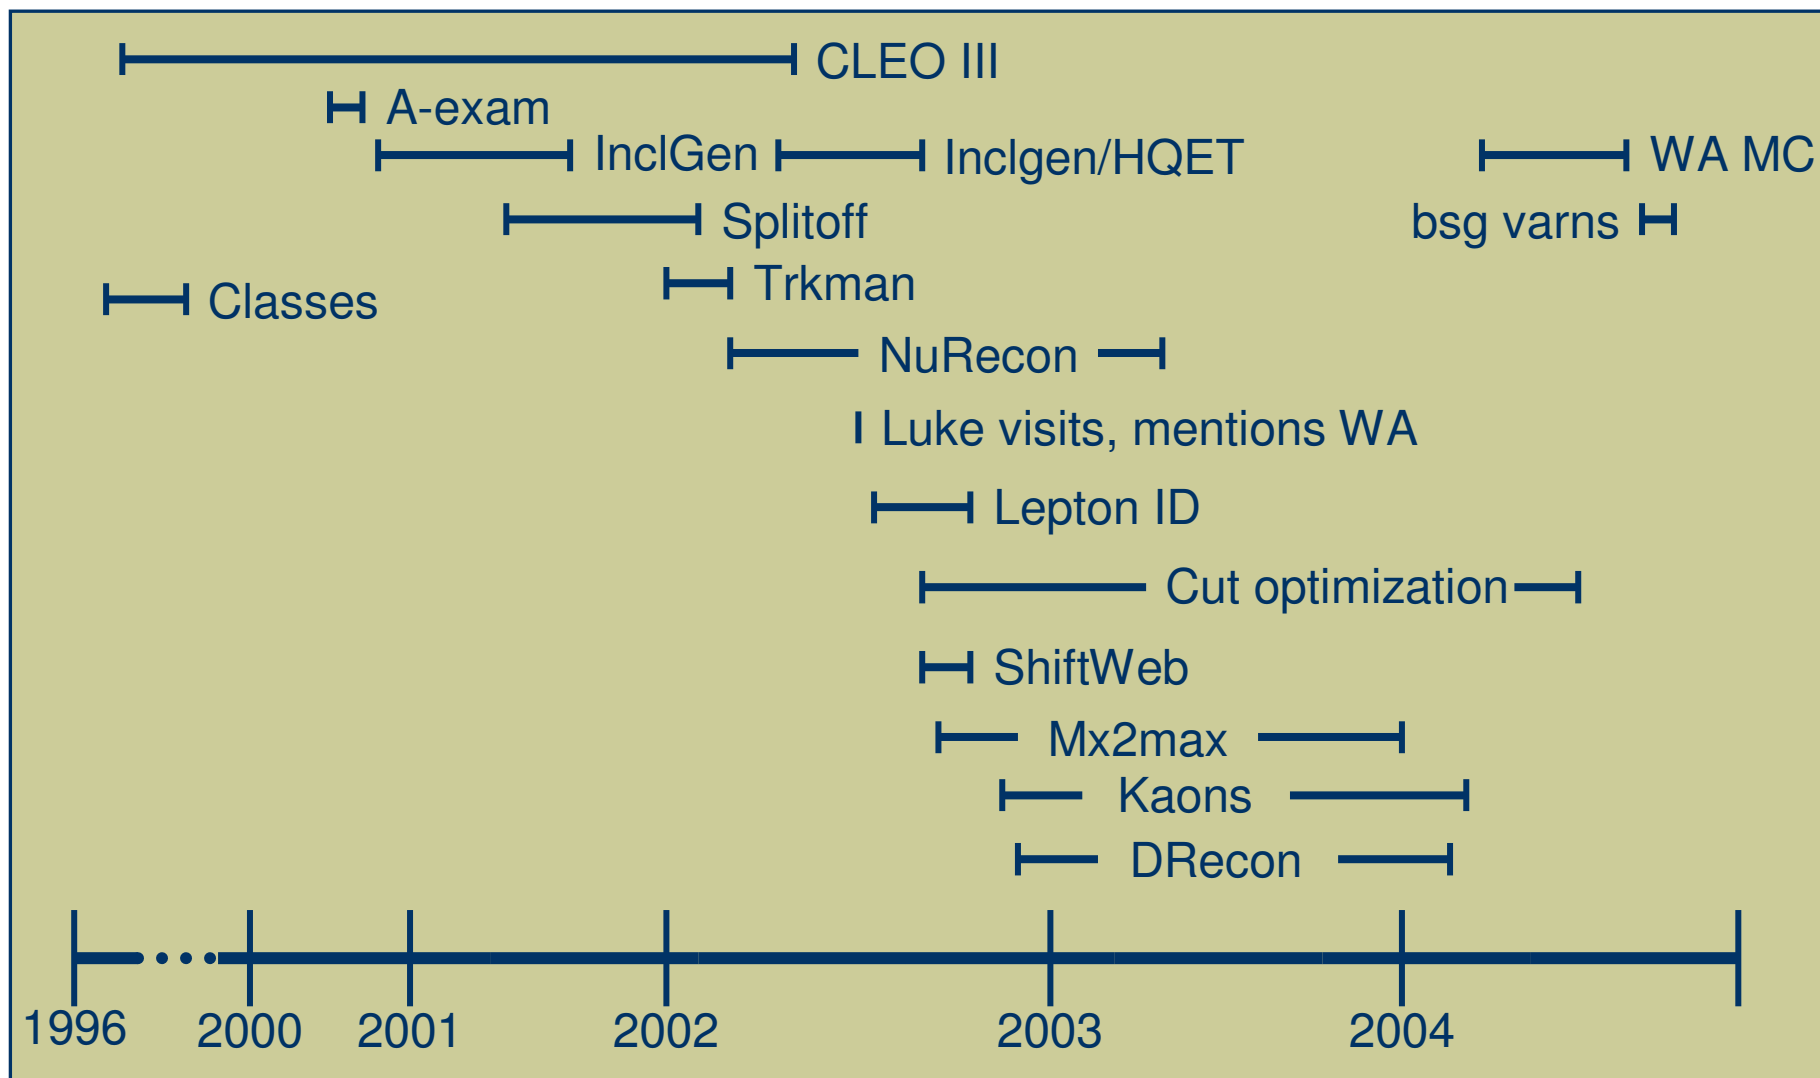 CLEO III
A-exam
InclGen
Inclgen/HQET
WA MC
Splitoff
bsg varns
Trkman
Classes
NuRecon
Luke visits, mentions WA
Lepton ID
Cut optimization
ShiftWeb
Mx2max
Kaons
DRecon
1996 2000 2001 2002 2003 2004